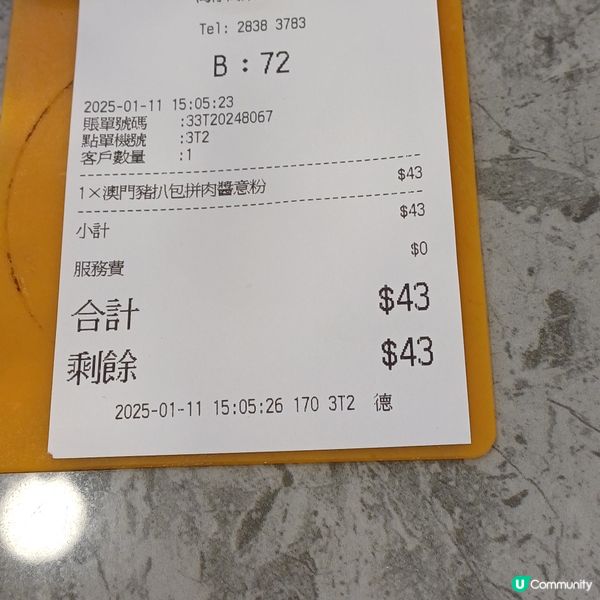 Tel: 2838 3783
B : 72
2025-01-11 15:05:23
賬單號碼 :33T20248067
點單機號 :3T2
客戶數量 :1
1×澳門豬扒包拼肉醬意粉 $43
小計 $43
服務費 $0
合計 $43
剩餘 $43
2025-01-11 15:05:26 170 3T2 德
U Community